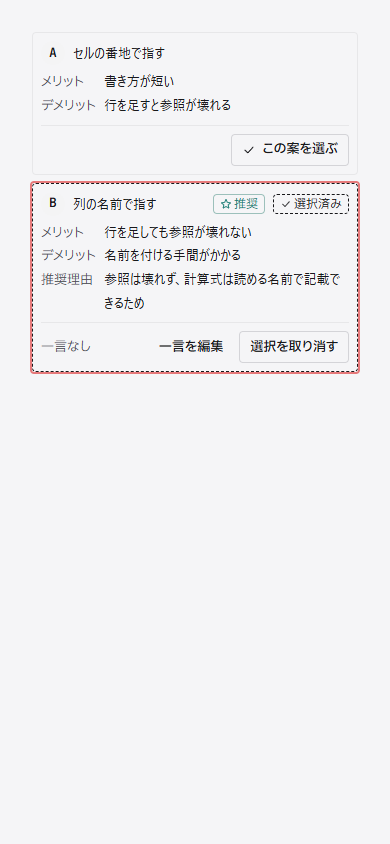 A セルの番地で指す
メリット 書き方が短い
デメリット 行を足すと参照が壊れる
この案を選ぶ
B 列の名前で指す 推奨 選択済み
メリット 行を足しても参照が壊れない
デメリット 名前を付ける手間がかかる
推奨理由 参照は壊れず、計算式は読める名前で記載で
きるため
一言なし 一言を編集 選択を取り消す